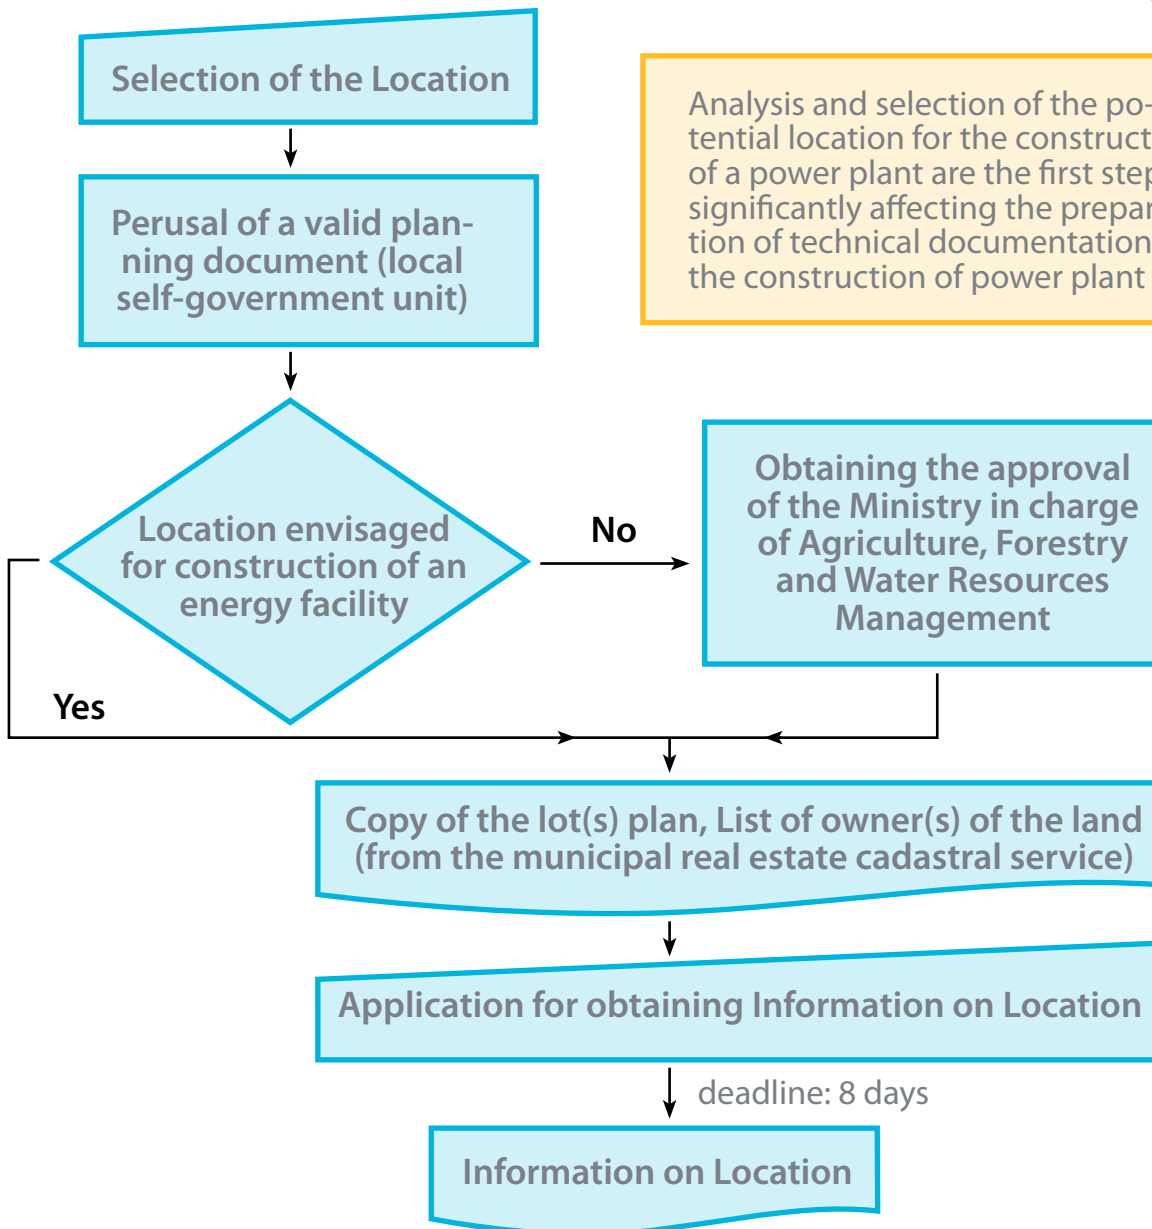 Selection of the Location
Analysis and selection of the po-
tential location for the construct
of a power plant are the first step
significantly affecting the prepar
tion of technical documentation
the construction of power plant
Perusal of a valid plan-
ning document (local
self-government unit)
Location envisaged
for construction of an
energy facility
No
Obtaining the approval
of the Ministry in charge
of Agriculture, Forestry
and Water Resources
Management
Yes
Copy of the lot(s) plan, List of owner(s) of the land
(from the municipal real estate cadastral service)
Application for obtaining Information on Location
deadline: 8 days
Information on Location